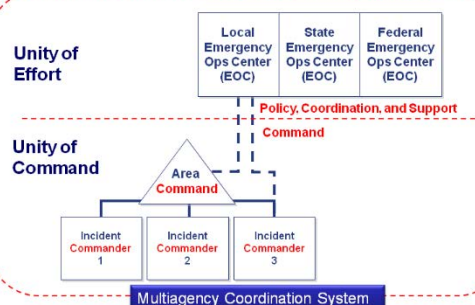 Unity of
Effort
Local
Emergency
Ops Center
(EOC)
State
Emergency
Ops Center
(EOC)
Federal
Emergency
Ops Center
(EOC)
Policy, Coordination, and Support
Command
Unity of
Command
Area
Command
Incident
Commander
1
Incident
Commander
2
Incident
Commander
3
Multiagency Coordination System